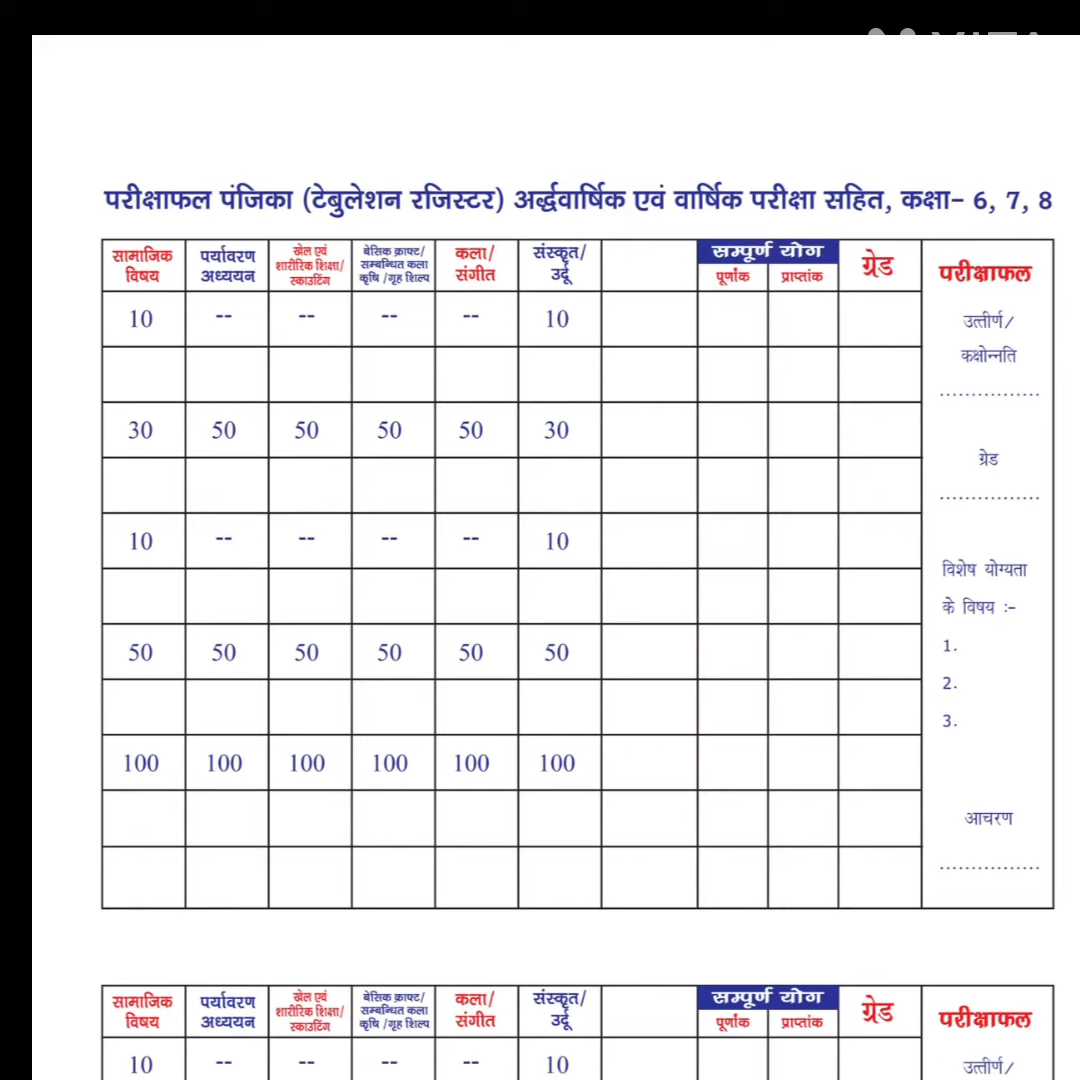 VITA
परीक्षाफल पंजिका (टेबुलेशन रजिस्टर) अर्द्धवार्षिक एवं वार्षिक परीक्षा सहित, कक्षा– 6, 7, 8
सामाजिक विषय पर्यावरण अध्ययन खेल एवं शारीरिक शिक्षा/ स्काउटिंग बेसिक क्राफ्ट/ सम्बन्धित कला कृषि /गृह शिल्प कला/ संगीत संस्कृत/ उर्दू सम्पूर्ण योग पूर्णांक प्राप्तांक ग्रेड परीक्षाफल
10 -- -- -- -- 10 उत्तीर्ण/
कक्षोन्नति
................
30 50 50 50 50 30
ग्रेड
................
10 -- -- -- -- 10
विशेष योग्यता
के विषय :-
50 50 50 50 50 50 1.
2.
3.
100 100 100 100 100 100
आचरण
................
सामाजिक विषय पर्यावरण अध्ययन खेल एवं शारीरिक शिक्षा/ स्काउटिंग बेसिक क्राफ्ट/ सम्बन्धित कला कृषि /गृह शिल्प कला/ संगीत संस्कृत/ उर्दू सम्पूर्ण योग पूर्णांक प्राप्तांक ग्रेड परीक्षाफल
10 -- -- -- -- 10 उत्तीर्ण/